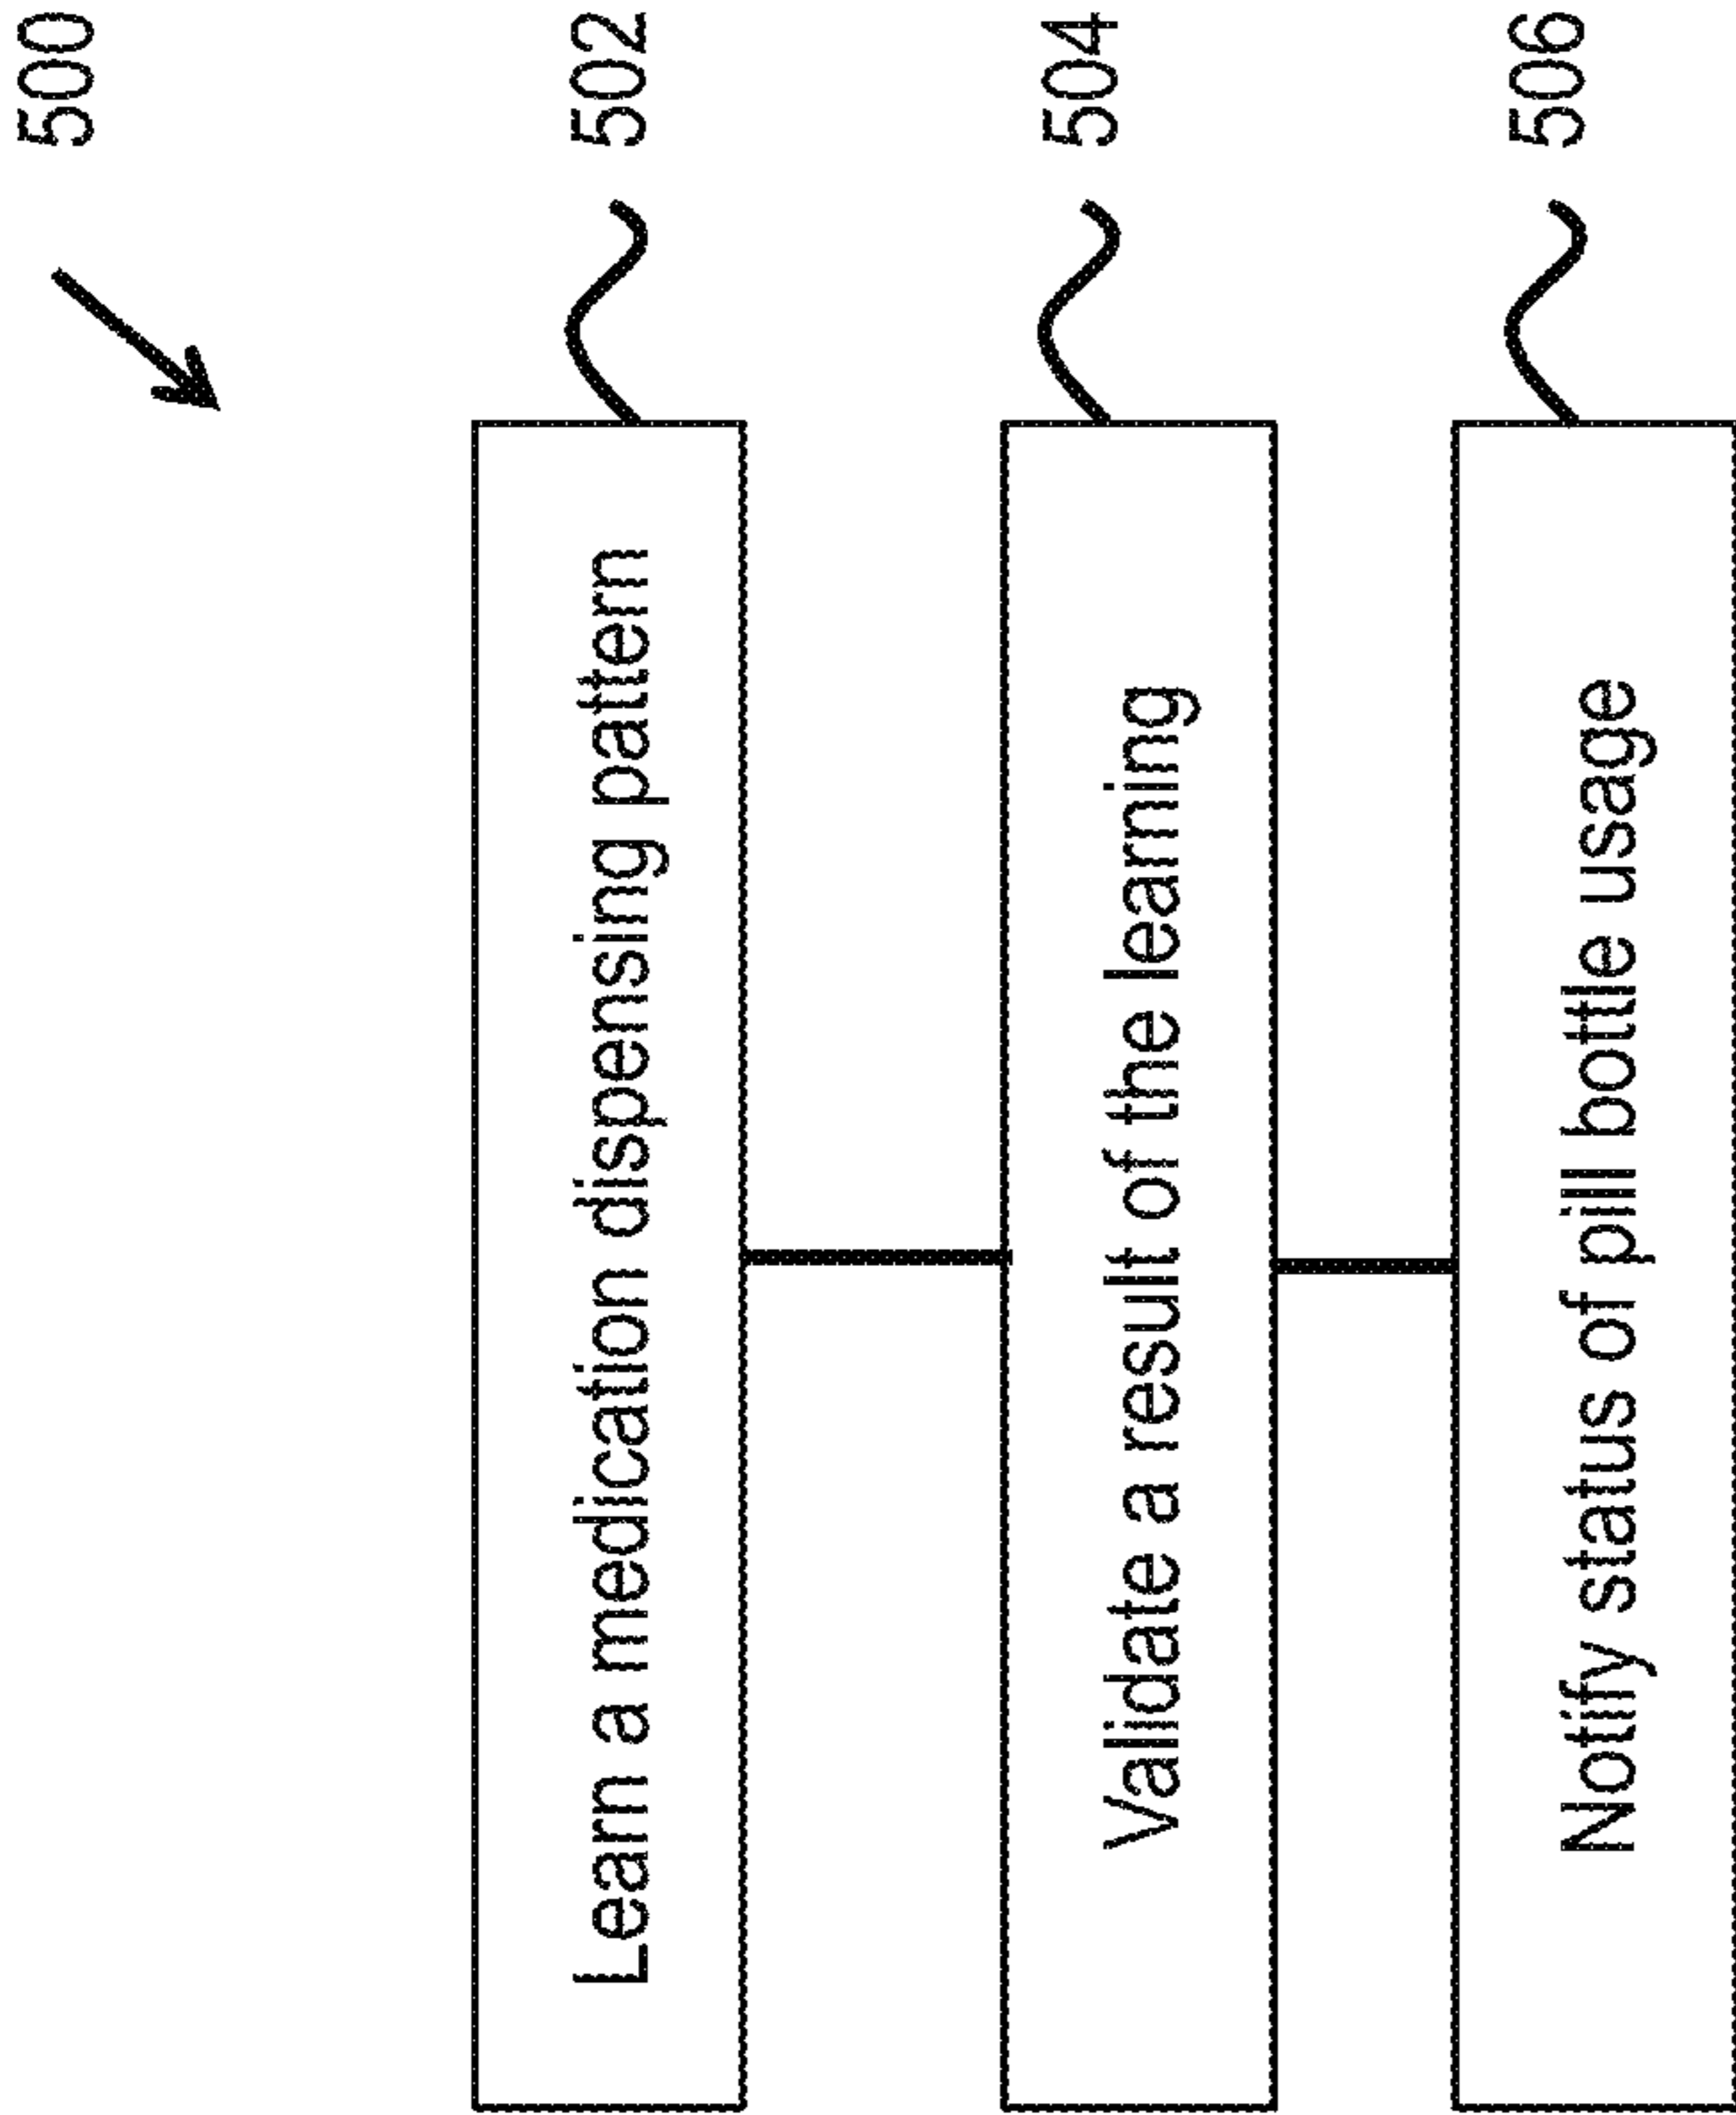 500
Learn a medication dispensing pattern
502
Validate a result of the learning
504
Notify status of pill bottle usage
506